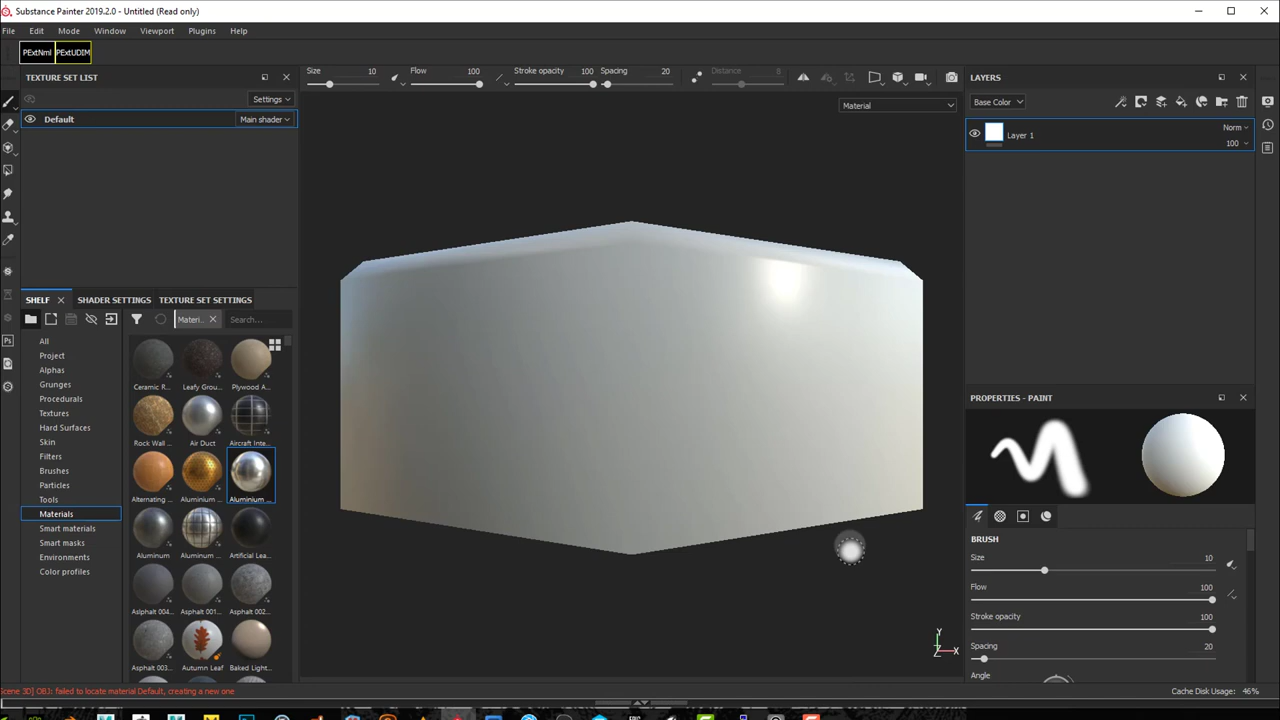 Substance Painter 2019.2.0 - Untitled (Read only)
File Edit Mode Window Viewport Plugins Help
PExtNml PExtUDIM
TEXTURE SET LIST
Settings
Default Main shader
Size 10 Flow 100 Stroke opacity 100 Spacing 20 Distance 8
Material
LAYERS
Base Color
Layer 1 Norm
100
SHELF SHADER SETTINGS TEXTURE SET SETTINGS
Materi... Search...
All
Project
Alphas
Grunges
Procedurals
Textures
Hard Surfaces
Skin
Filters
Brushes
Particles
Tools
Materials
Smart materials
Smart masks
Environments
Color profiles
Ceramic R... Leafy Grou... Plywood A...
Rock Wall ... Air Duct Aircraft Inte...
Alternating ... Aluminium ... Aluminium ...
Aluminum Aluminum ... Artificial Lea...
Aslphalt 004... Asphalt 001... Asphalt 002...
Asphalt 003... Autumn Leaf Baked Light...
Y
Z X
PROPERTIES - PAINT
BRUSH
Size 10
Flow 100
Stroke opacity 100
Spacing 20
Angle
Scene 3D] OBJ: failed to locate material Default, creating a new one
Cache Disk Usage: 46%
Ps